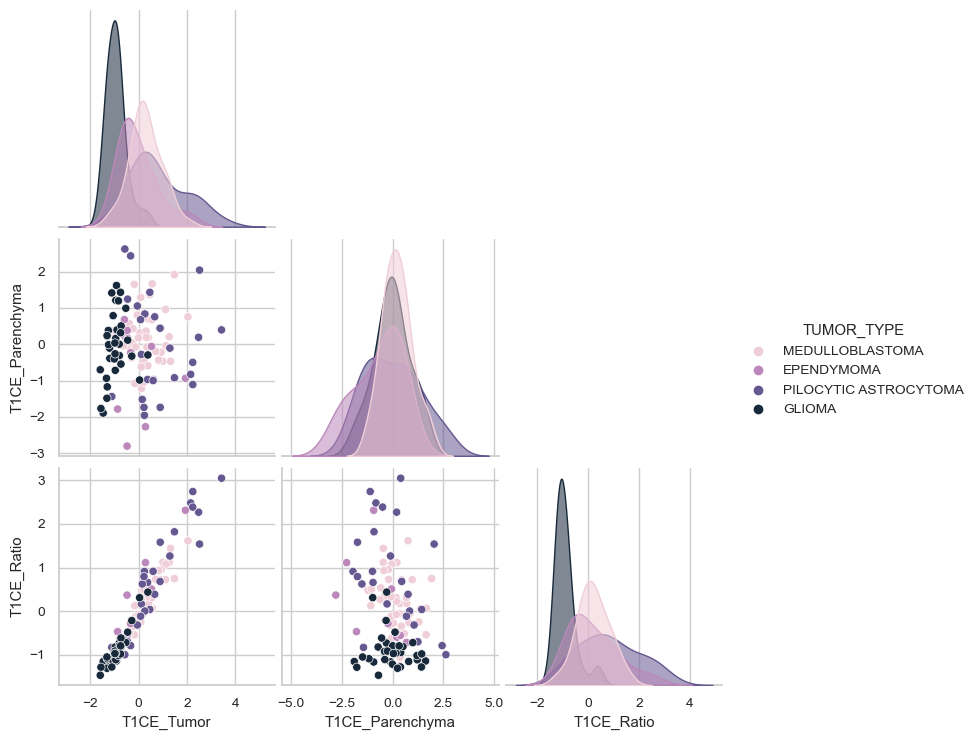 T1CE_Parenchyma
2
1
0
−1
−2
−3
TUMOR_TYPE
MEDULLOBLASTOMA
EPENDYMOMA
PILOCYTIC ASTROCYTOMA
GLIOMA
T1CE_Ratio
3
2
1
0
−1
−2 0 2 4
−5.0 −2.5 0.0 2.5 5.0
−2 0 2 4
T1CE_Tumor
T1CE_Parenchyma
T1CE_Ratio